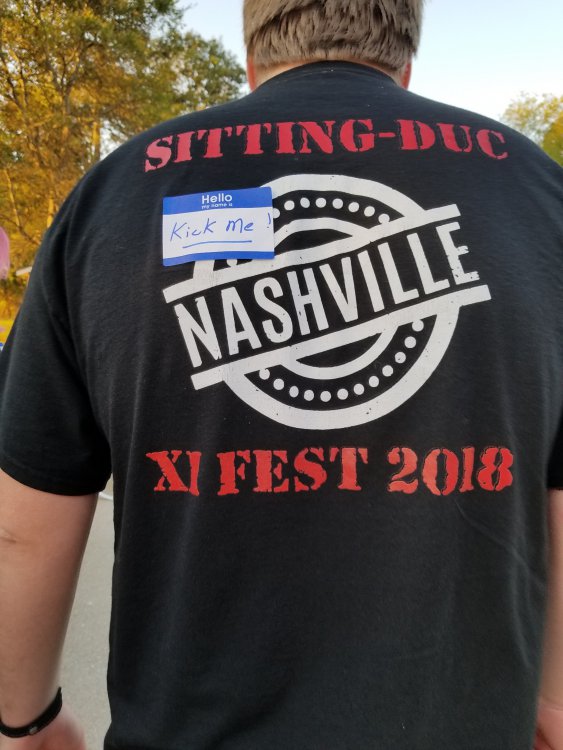 SITTING-DUC
Hello
my name is
Kick Me !
NASHVILLE
XI FEST 2018